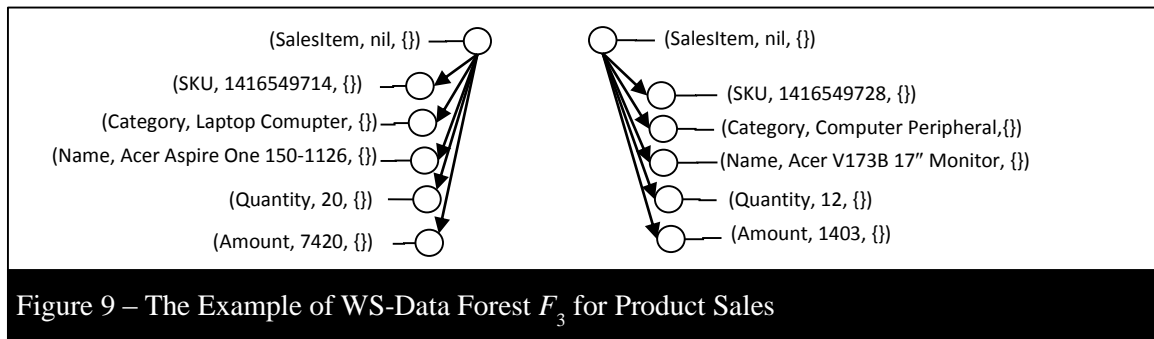 (SalesItem, nil, {})
(SKU, 1416549714, {})
(Category, Laptop Comupter, {})
(Name, Acer Aspire One 150-1126, {})
(Quantity, 20, {})
(Amount, 7420, {})
(SalesItem, nil, {})
(SKU, 1416549728, {})
(Category, Computer Peripheral,{})
(Name, Acer V173B 17″ Monitor, {})
(Quantity, 12, {})
(Amount, 1403, {})
Figure 9 – The Example of WS-Data Forest F3 for Product Sales